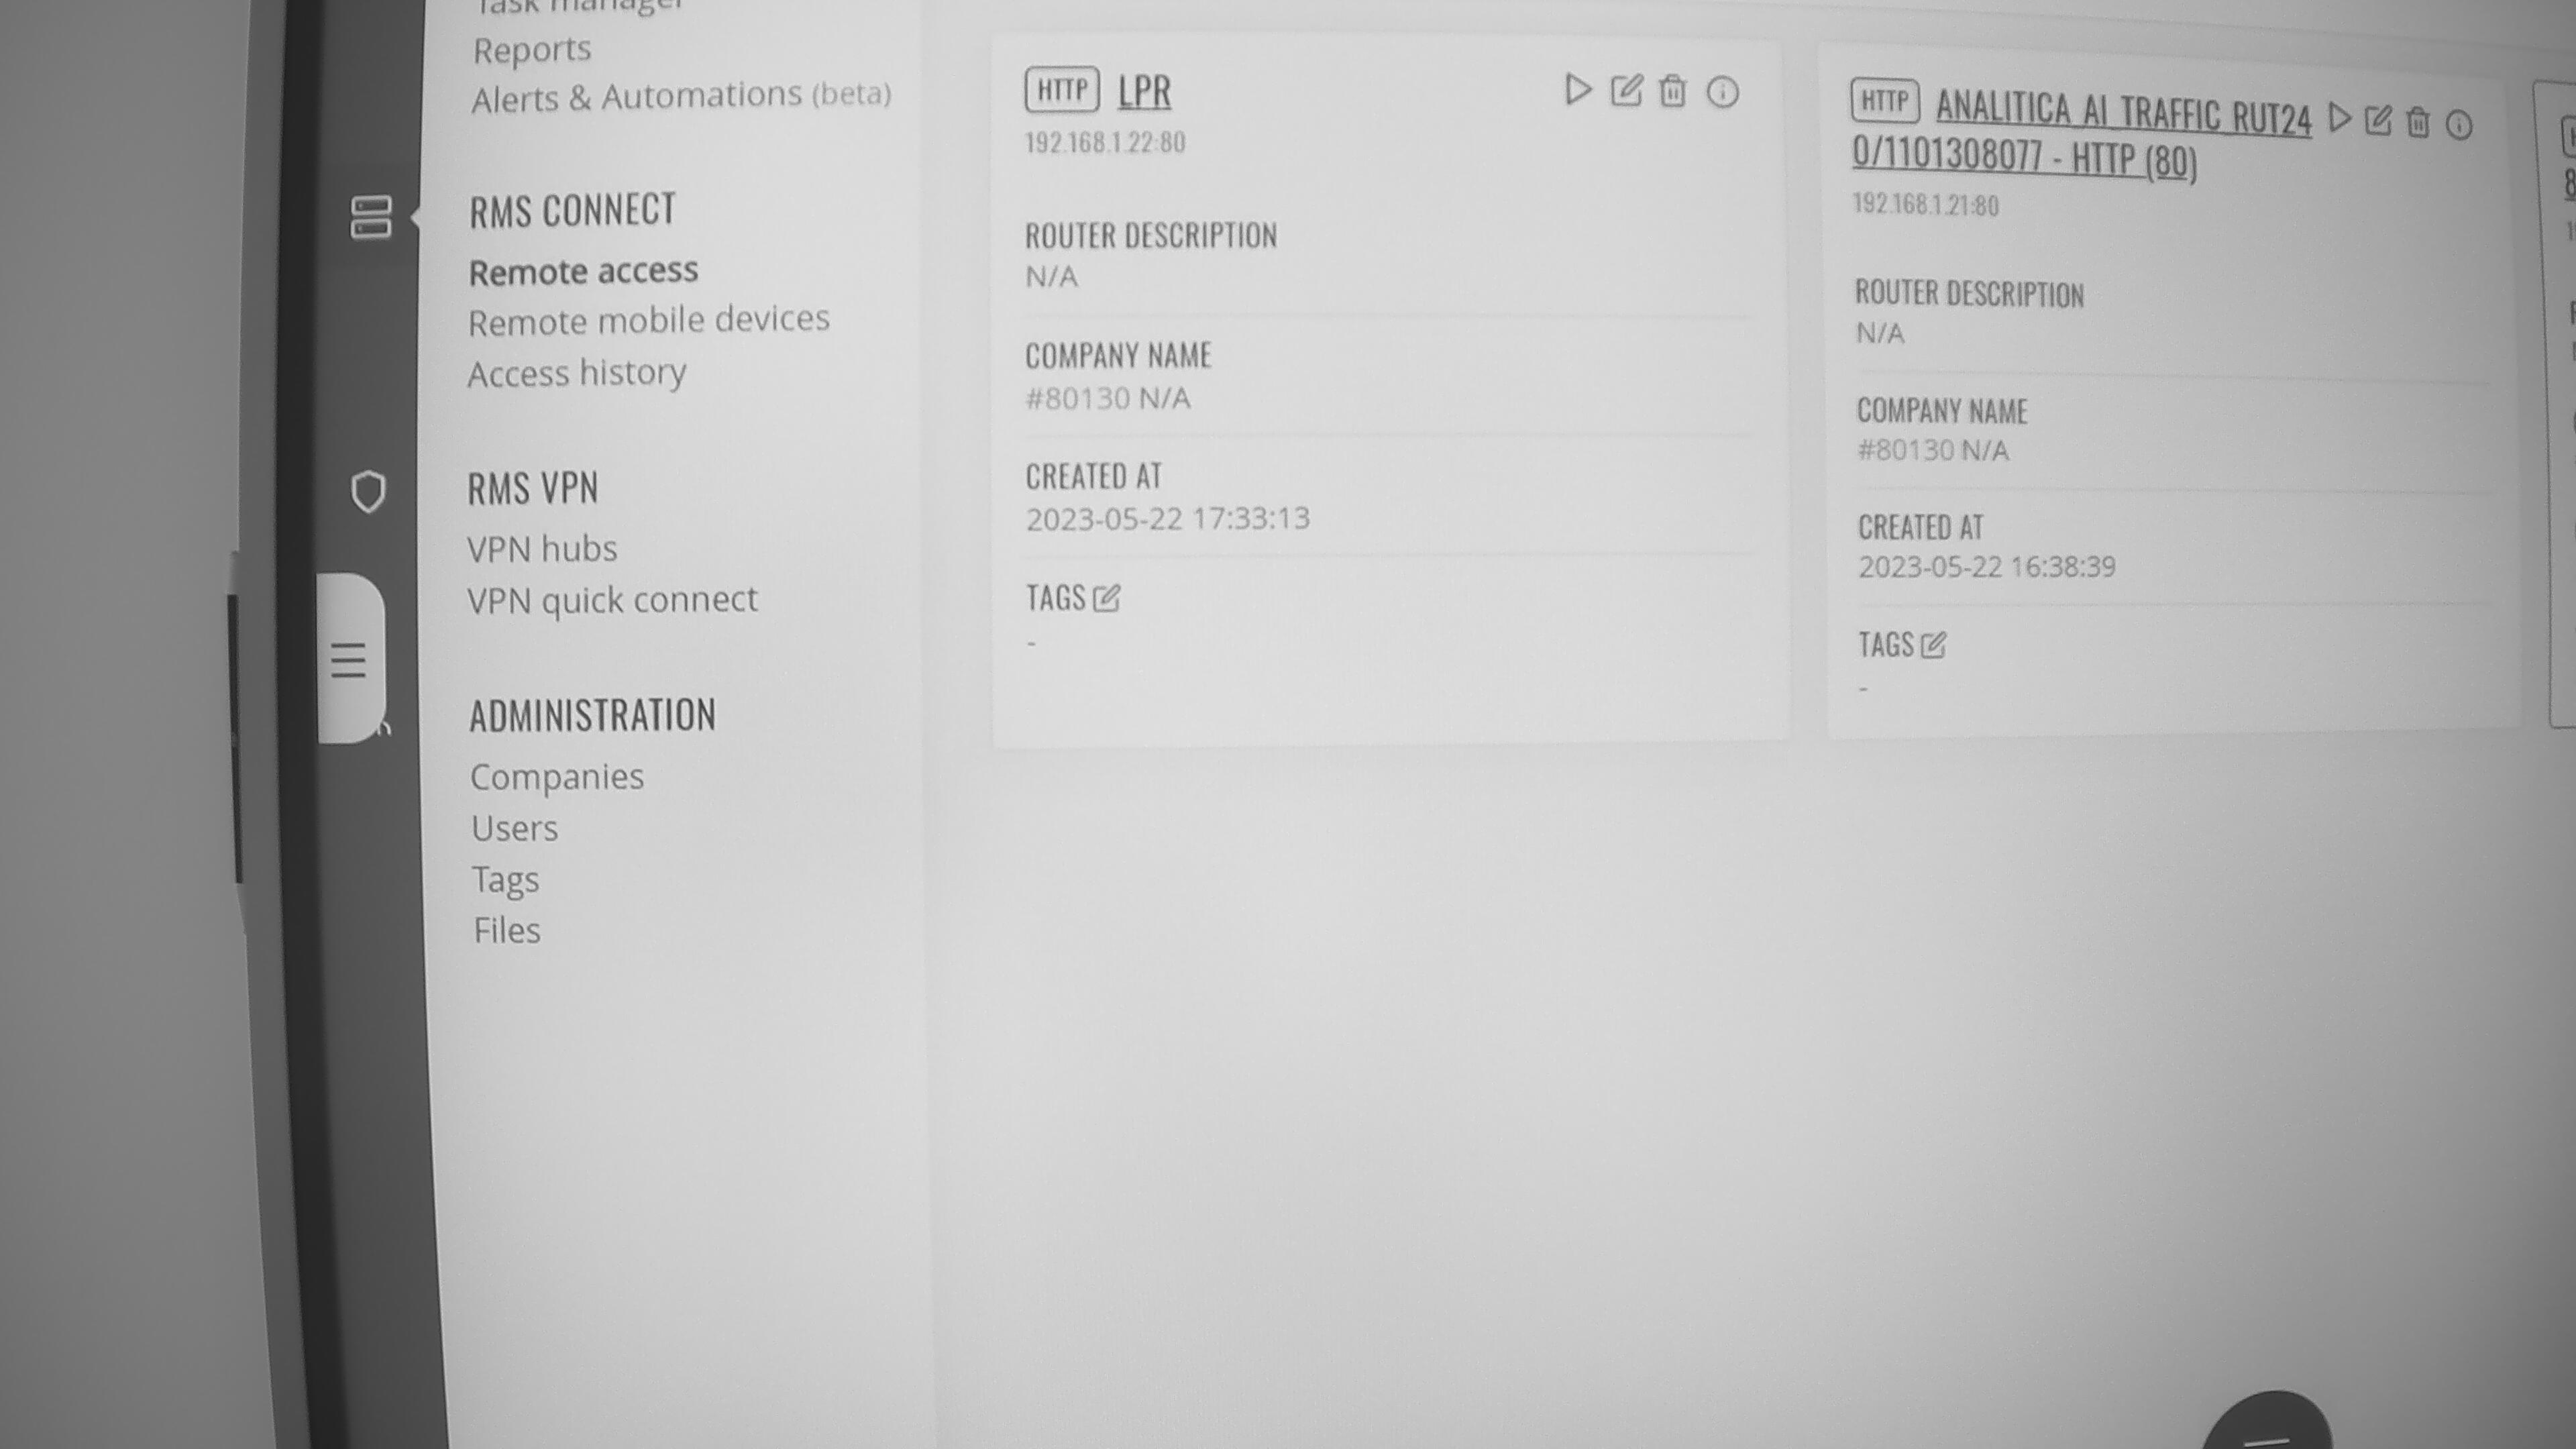 Task manager
Reports
Alerts & Automations (beta)
RMS CONNECT
Remote access
Remote mobile devices
Access history
RMS VPN
VPN hubs
VPN quick connect
ADMINISTRATION
Companies
Users
Tags
Files
HTTP LPR
192.168.1.22:80
ROUTER DESCRIPTION
N/A
COMPANY NAME
#80130 N/A
CREATED AT
2023-05-22 17:33:13
TAGS
-
HTTP ANALITICA AI TRAFFIC RUT24
0/1101308077 - HTTP (80)
192.168.1.21:80
ROUTER DESCRIPTION
N/A
COMPANY NAME
#80130 N/A
CREATED AT
2023-05-22 16:38:39
TAGS
-